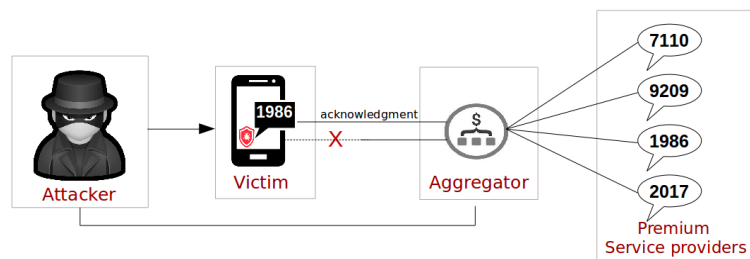 7110
1986
9209
acknowledgment
$
X
1986
Attacker
Victim
Aggregator
2017
Premium
Service providers